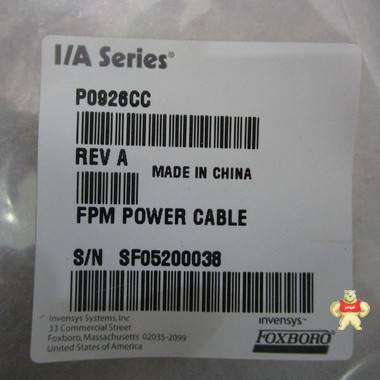 I/A Series®
P0926CC
REV A
MADE IN CHINA
FPM POWER CABLE
S/N SF05200038
Invensys Systems, Inc
33 Commercial Street
Foxboro, Massachusetts 02035-2099
United States of America
invensys™
FOXBORO